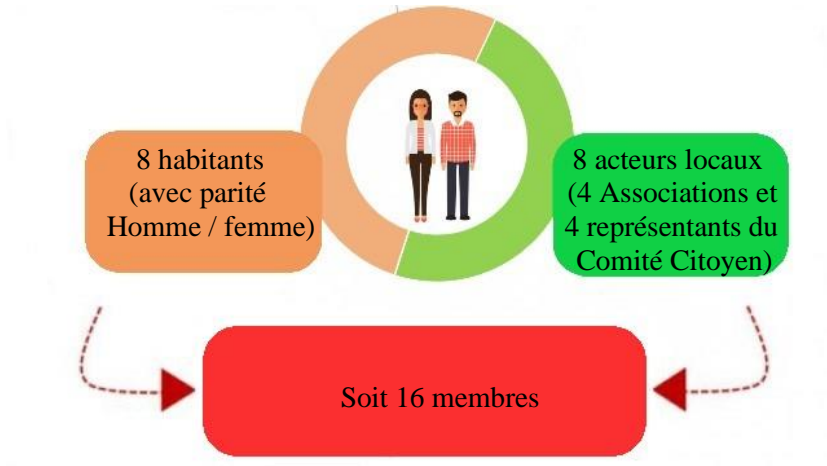 8 habitants
(avec parité
Homme / femme)
8 acteurs locaux
(4 Associations et
4 représentants du
Comité Citoyen)
Soit 16 membres